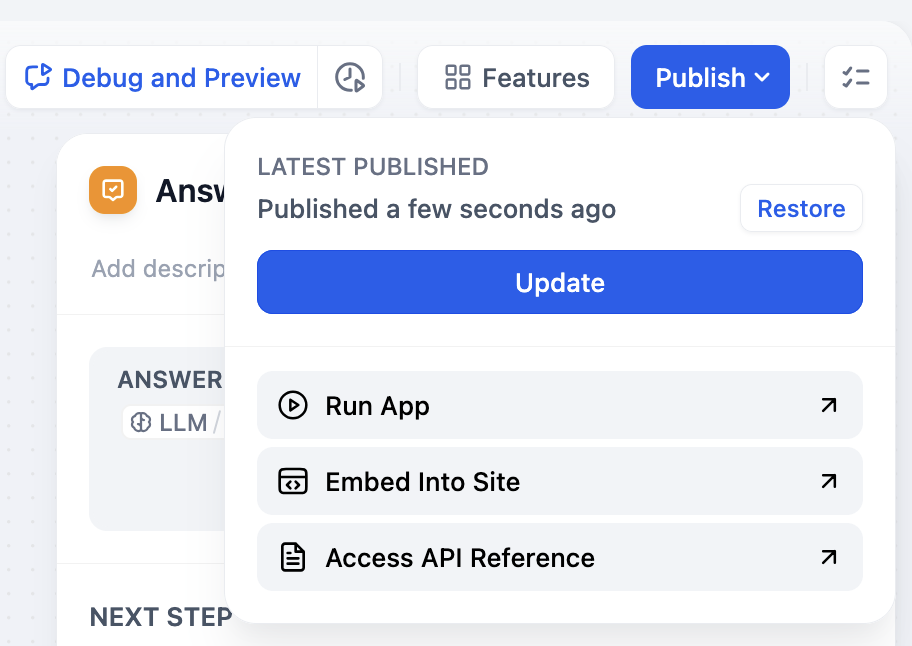 Debug and Preview
Features
Publish
LATEST PUBLISHED
Published a few seconds ago
Restore
Update
Run App
Embed Into Site
Access API Reference
Answ
Add descrip
ANSWER
LLM /
NEXT STEP